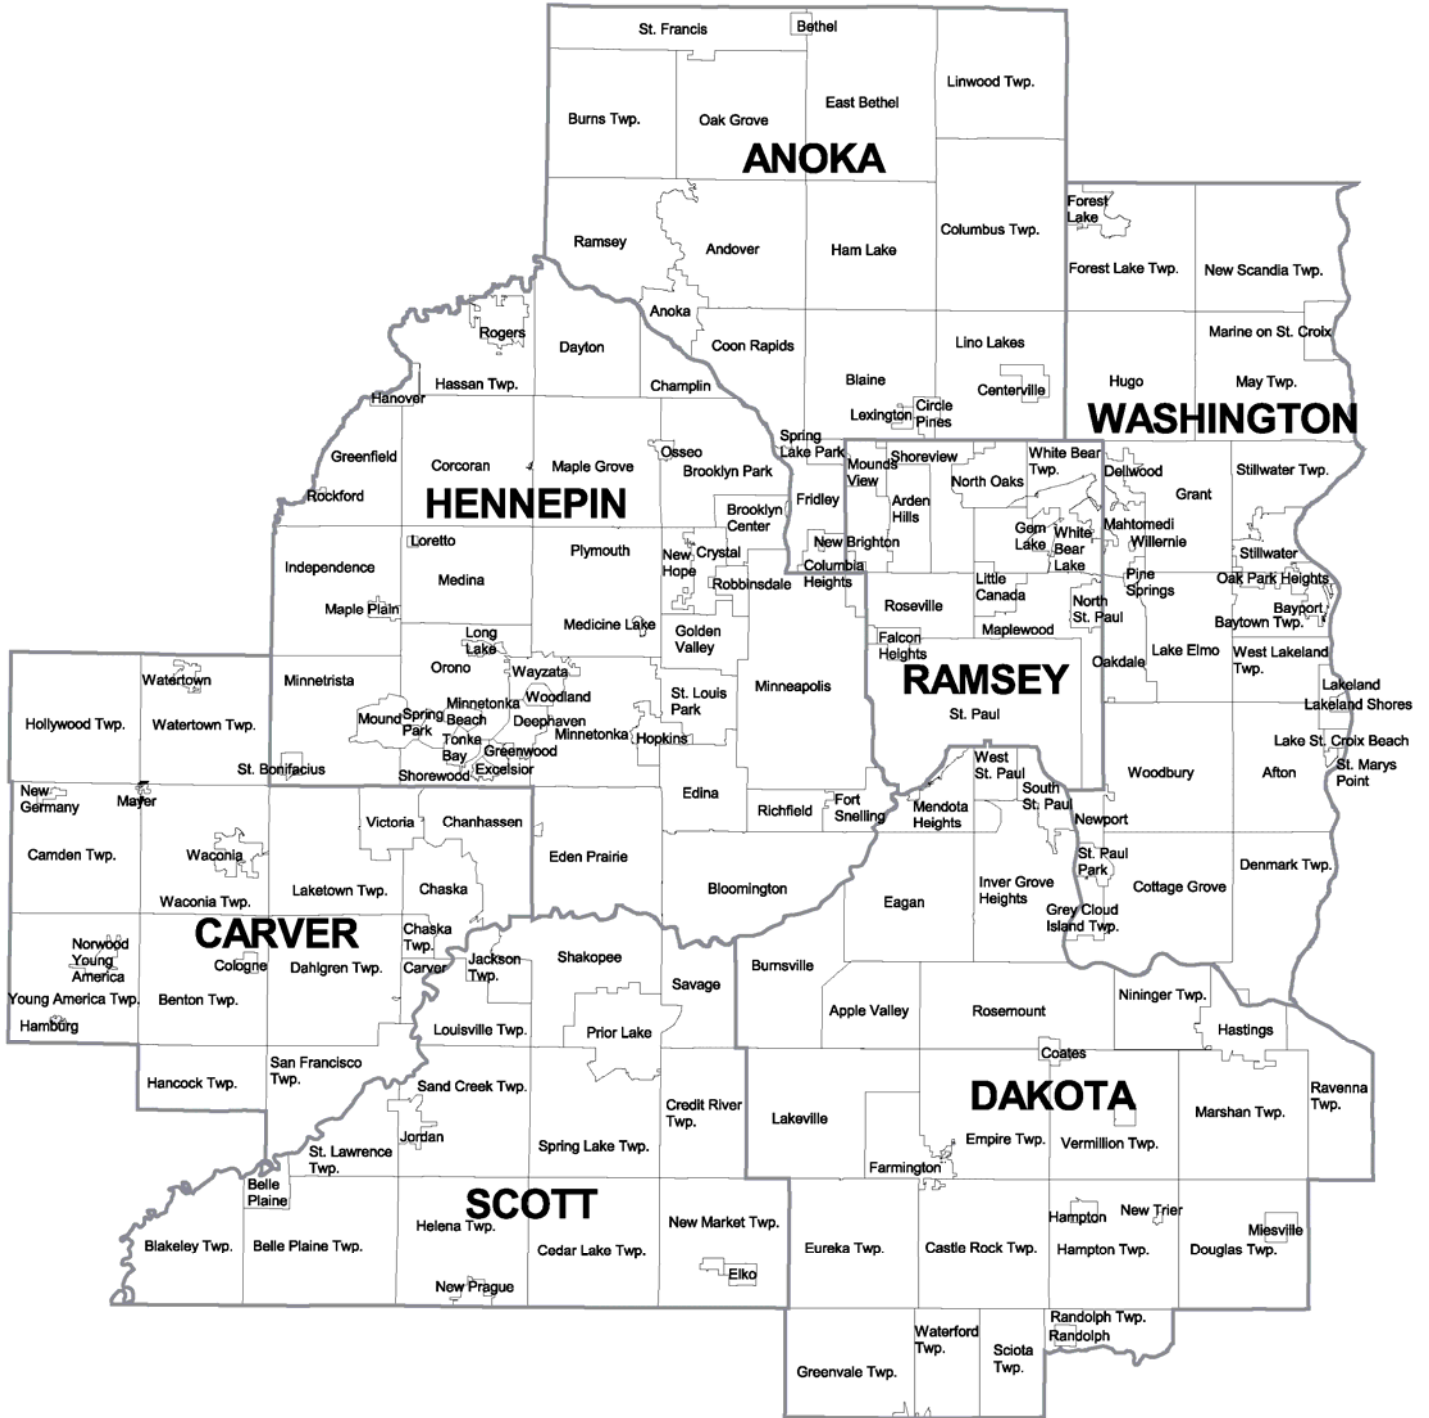 St. Francis
Bethel
Linwood Twp.
Burns Twp.
Oak Grove
East Bethel
ANOKA
Ramsey
Andover
Ham Lake
Columbus Twp.
Anoka
Coon Rapids
Lino Lakes
Blaine
Centerville
Lexington
Circle
Pines
Spring
Lake Park
Fridley
Columbia
Heights
Forest
Lake
Forest Lake Twp.
New Scandia Twp.
Marine on St. Croix
Hugo
May Twp.
WASHINGTON
Dellwood
Grant
Stillwater Twp.
Mahtomedi
Willernie
Stillwater
Pine
Springs
Oak Park Heights
Bayport
Baytown Twp.
Oakdale
Lake Elmo
West Lakeland
Twp.
Lakeland
Lakeland Shores
Lake St. Croix Beach
St. Marys
Point
Woodbury
Afton
Newport
St. Paul
Park
Cottage Grove
Denmark Twp.
Grey Cloud
Island Twp.
Rogers
Dayton
Hassan Twp.
Champlin
Hanover
Greenfield
Corcoran
Maple Grove
Osseo
Brooklyn Park
Rockford
HENNEPIN
Brooklyn
Center
Loretto
Plymouth
New
Hope
Crystal
Robbinsdale
Independence
Medina
Maple Plain
Medicine Lake
Golden
Valley
Long
Lake
Orono
Wayzata
Woodland
Minnetrista
Minneapolis
St. Louis
Park
Mound
Spring
Park
Minnetonka
Beach
Deephaven
Minnetonka
Hopkins
Tonka
Bay
Greenwood
Excelsior
Shorewood
St. Bonifacius
Edina
Richfield
Fort
Snelling
Eden Prairie
Bloomington
Mounds
View
Shoreview
North Oaks
White Bear
Twp.
Arden
Hills
Gem
Lake
White
Bear
Lake
New Brighton
Little
Canada
Roseville
North
St. Paul
Maplewood
Falcon
Heights
RAMSEY
St. Paul
Watertown
Hollywood Twp.
Watertown Twp.
New
Germany
Mayer
Victoria
Chanhassen
Camden Twp.
Waconia
Waconia Twp.
Laketown Twp.
Chaska
CARVER
Chaska
Twp.
Norwood
Young
America
Cologne
Dahlgren Twp.
Carver
Young America Twp.
Benton Twp.
Hamburg
Hancock Twp.
San Francisco
Twp.
Jackson
Twp.
Shakopee
Savage
Louisville Twp.
Prior Lake
Sand Creek Twp.
Credit River
Twp.
Jordan
Spring Lake Twp.
St. Lawrence
Twp.
Belle
Plaine
SCOTT
Blakeley Twp.
Belle Plaine Twp.
Helena Twp.
Cedar Lake Twp.
New Market Twp.
New Prague
Elko
West
St. Paul
South
St. Paul
Mendota
Heights
Eagan
Inver Grove
Heights
Burnsville
Apple Valley
Rosemount
Nininger Twp.
Hastings
Coates
DAKOTA
Lakeville
Empire Twp.
Vermillion Twp.
Marshan Twp.
Ravenna
Twp.
Farmington
Eureka Twp.
Castle Rock Twp.
Hampton
New Trier
Hampton Twp.
Miesville
Douglas Twp.
Greenvale Twp.
Waterford
Twp.
Sciota
Twp.
Randolph Twp.
Randolph